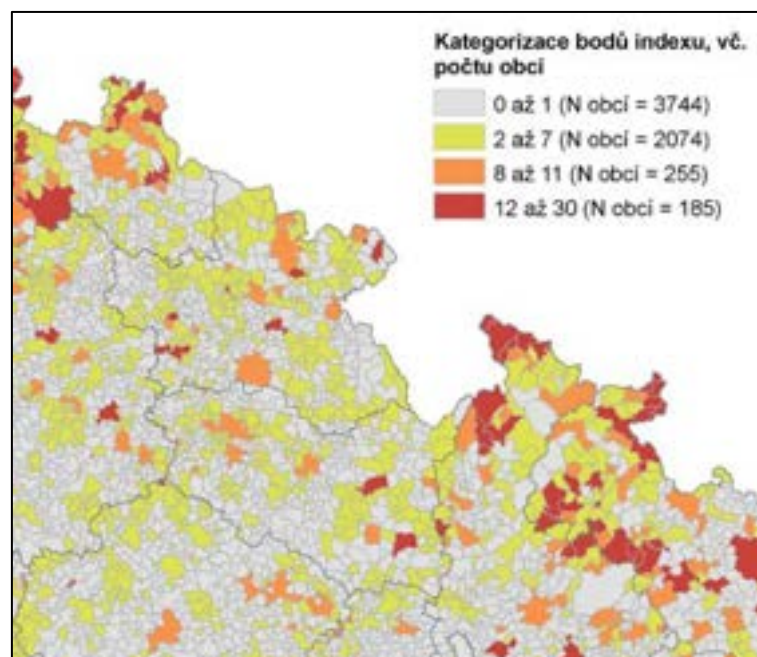 Kategorizace bodů indexu, vč.
počtu obcí
0 až 1 (N obcí = 3744)
2 až 7 (N obcí = 2074)
8 až 11 (N obcí = 255)
12 až 30 (N obcí = 185)